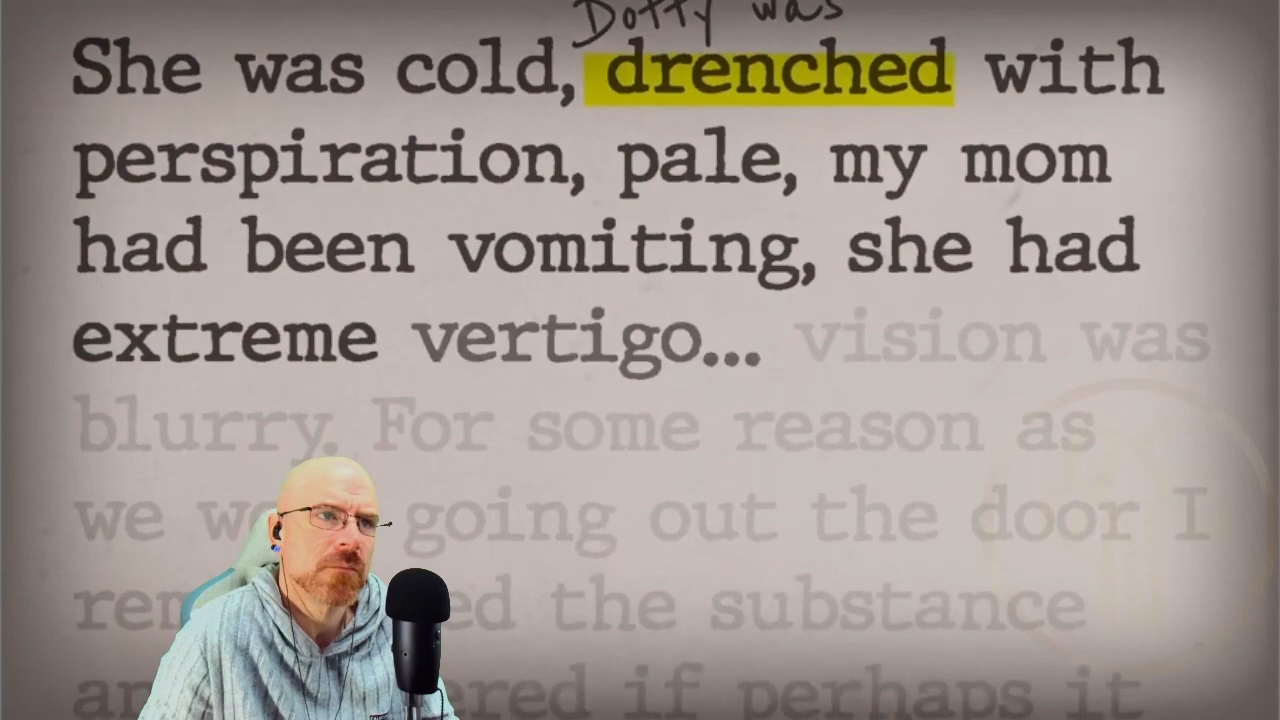 Dotty was
She was cold, drenched with
perspiration, pale, my mom
had been vomiting, she had
extreme vertigo... vision was
blurry. For some reason as
we going out the door I
the substance
if perhaps it